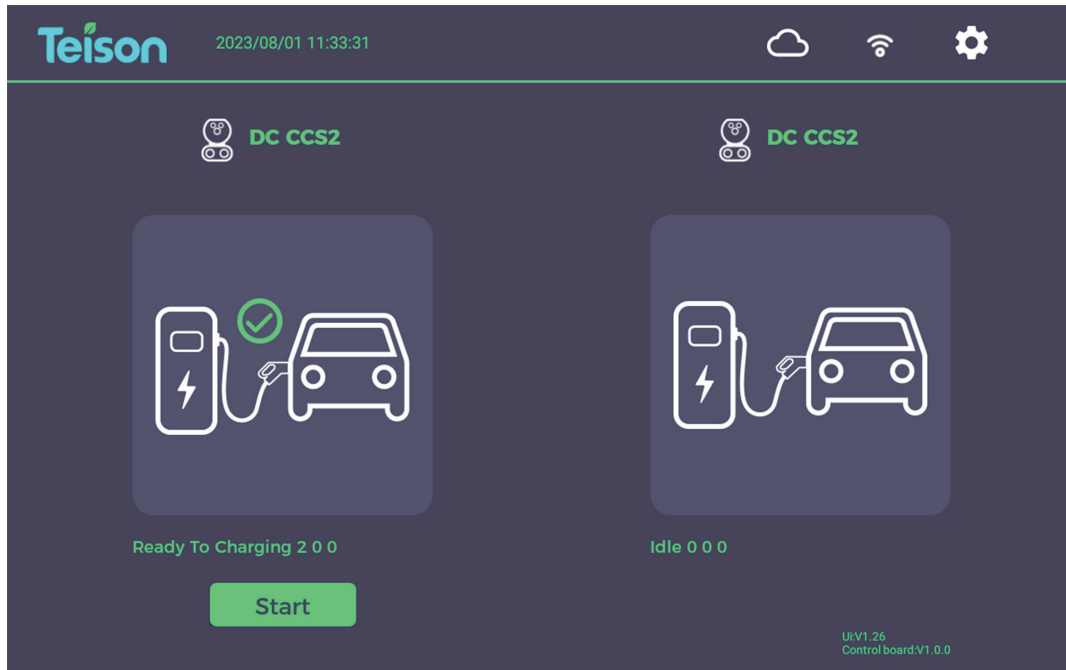 Teison
2023/08/01 11:33:31
DC CCS2
DC CCS2
Ready To Charging 2 0 0
Idle 0 0 0
Start
Ui:V1.26
Control board:V1.0.0